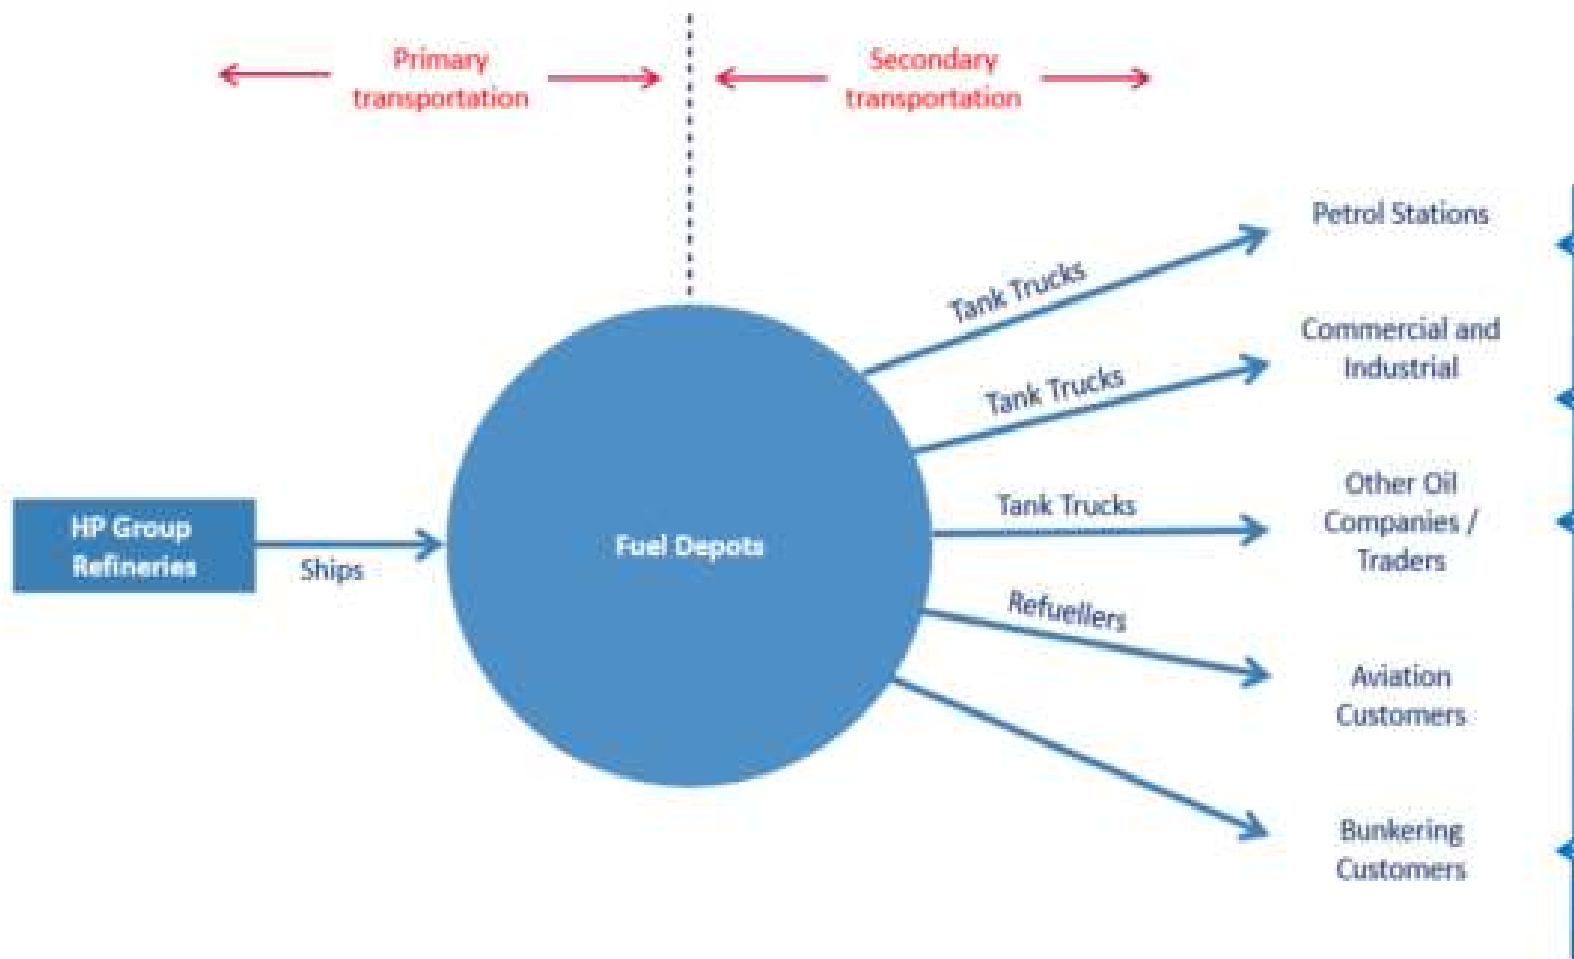 Primary
transportation
Secondary
transportation
Petrol Stations
Tank Trucks
Commercial and
Industrial
Tank Trucks
Other Oil
Companies /
Traders
Tank Trucks
HP Group
Refineries
Ships
Fuel Depots
Refuellers
Aviation
Customers
Bunkering
Customers